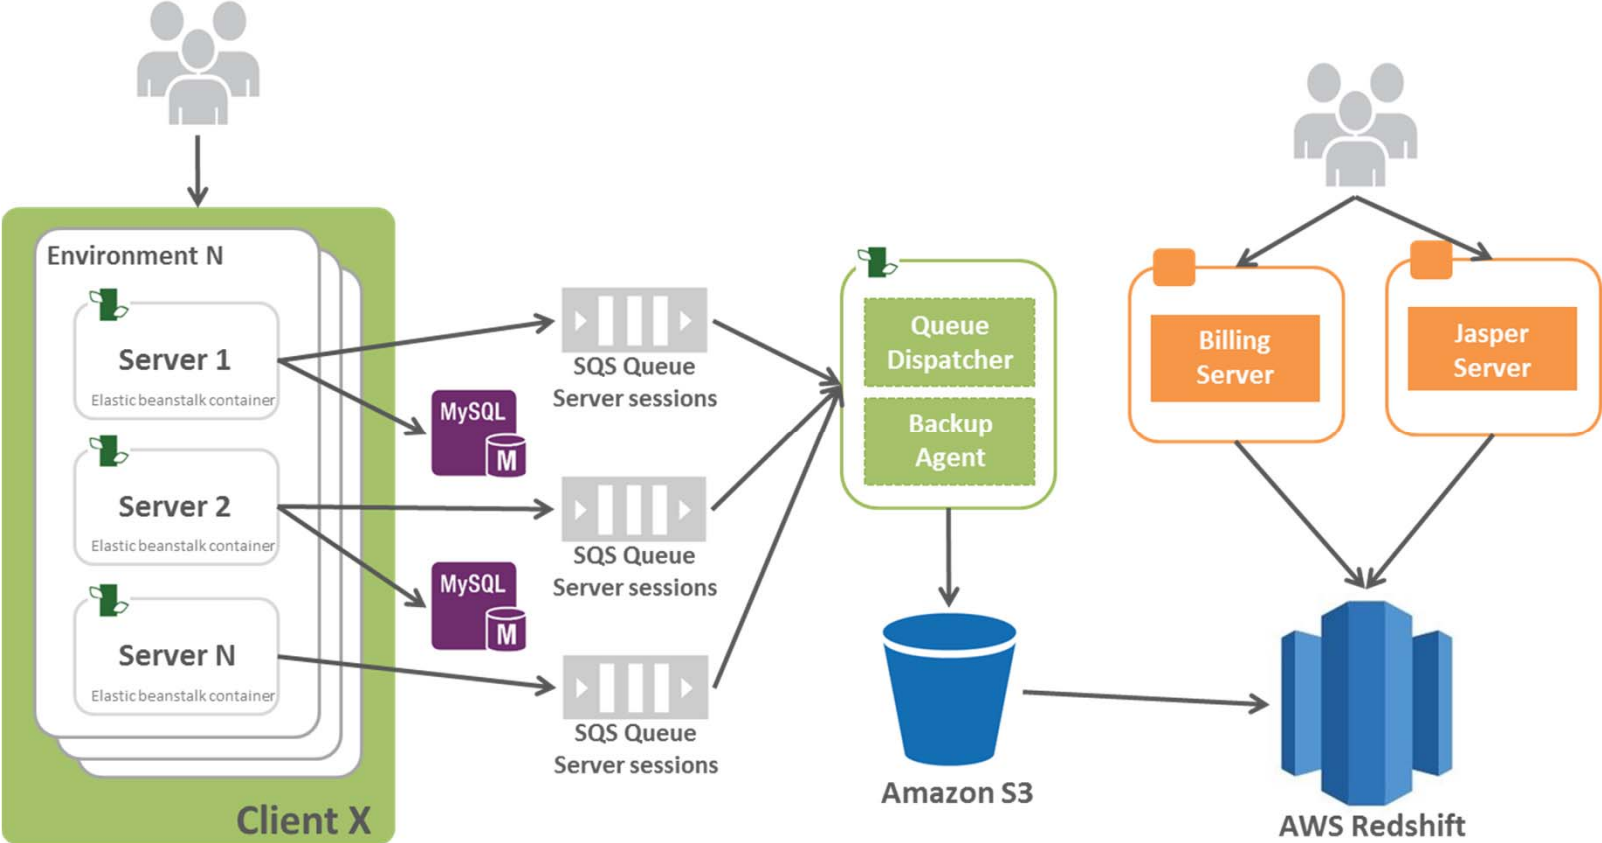 Environment N
Server 1
Elastic beanstalk container
Server 2
Elastic beanstalk container
Server N
Elastic beanstalk container
Client X
MySQL
M
MySQL
M
SQS Queue
Server sessions
SQS Queue
Server sessions
SQS Queue
Server sessions
Queue
Dispatcher
Backup
Agent
Amazon S3
Billing
Server
Jasper
Server
AWS Redshift